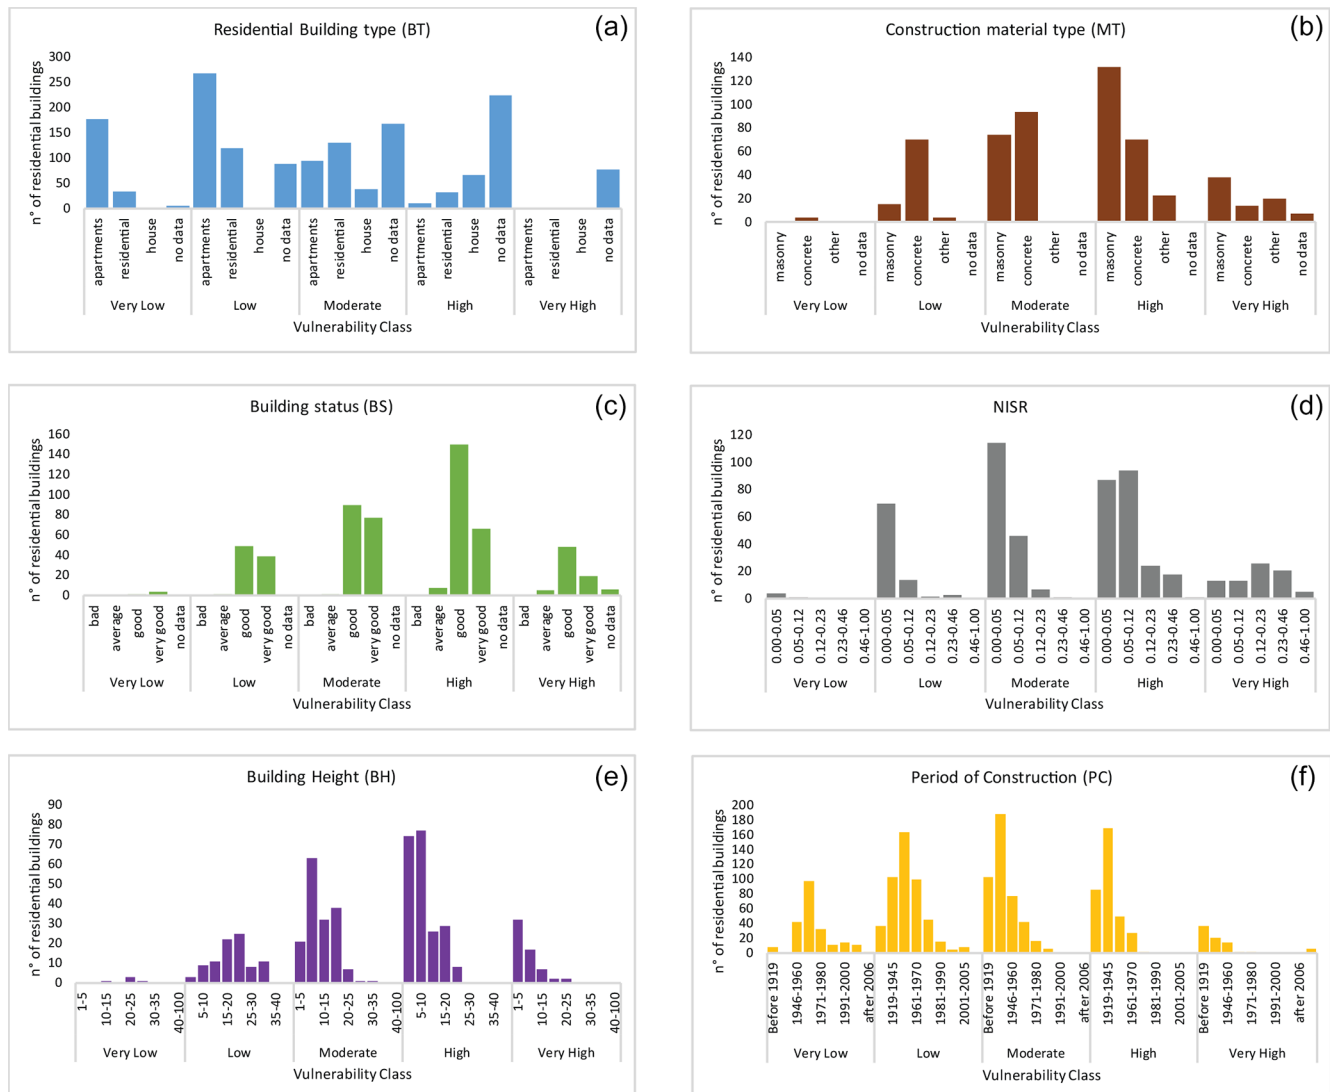 Residential Building type (BT)
(a)
n° of residential buildings
300
250
200
150
100
50
0
apartments
residential
house
no data
apartments
residential
house
no data
apartments
residential
house
no data
apartments
residential
house
no data
apartments
residential
house
no data
Very Low
Low
Moderate
High
Very High
Vulnerability Class
Construction material type (MT)
(b)
n° of residential buildings
140
120
100
80
60
40
20
0
masonry
concrete
other
no data
masonry
concrete
other
no data
masonry
concrete
other
no data
masonry
concrete
other
no data
masonry
concrete
other
no data
Very Low
Low
Moderate
High
Very High
Vulnerability Class
Building status (BS)
(c)
n° of residential buildings
160
140
120
100
80
60
40
20
0
bad
average
good
very good
no data
bad
average
good
very good
no data
bad
average
good
very good
no data
bad
average
good
very good
no data
bad
average
good
very good
no data
Very Low
Low
Moderate
High
Very High
Vulnerability Class
NISR
(d)
n° of residential buildings
120
100
80
60
40
20
0
0.00-0.05
0.05-0.12
0.12-0.23
0.23-0.46
0.46-1.00
0.00-0.05
0.05-0.12
0.12-0.23
0.23-0.46
0.46-1.00
0.00-0.05
0.05-0.12
0.12-0.23
0.23-0.46
0.46-1.00
0.00-0.05
0.05-0.12
0.12-0.23
0.23-0.46
0.46-1.00
0.00-0.05
0.05-0.12
0.12-0.23
0.23-0.46
0.46-1.00
Very Low
Low
Moderate
High
Very High
Vulnerability Class
Building Height (BH)
(e)
n° of residential buildings
90
80
70
60
50
40
30
20
10
0
1-5
10-15
20-25
30-35
40-100
5-10
15-20
25-30
35-40
1-5
10-15
20-25
30-35
40-100
5-10
15-20
25-30
35-40
1-5
10-15
20-25
30-35
40-100
Very Low
Low
Moderate
High
Very High
Vulnerability Class
Period of Construction (PC)
(f)
n° of residential buildings
200
180
160
140
120
100
80
60
40
20
0
Before 1919
1946-1960
1971-1980
1991-2000
after 2006
1919-1945
1961-1970
1981-1990
2001-2005
Before 1919
1946-1960
1971-1980
1991-2000
after 2006
1919-1945
1961-1970
1981-1990
2001-2005
Before 1919
1946-1960
1971-1980
1991-2000
after 2006
Very Low
Low
Moderate
High
Very High
Vulnerability Class